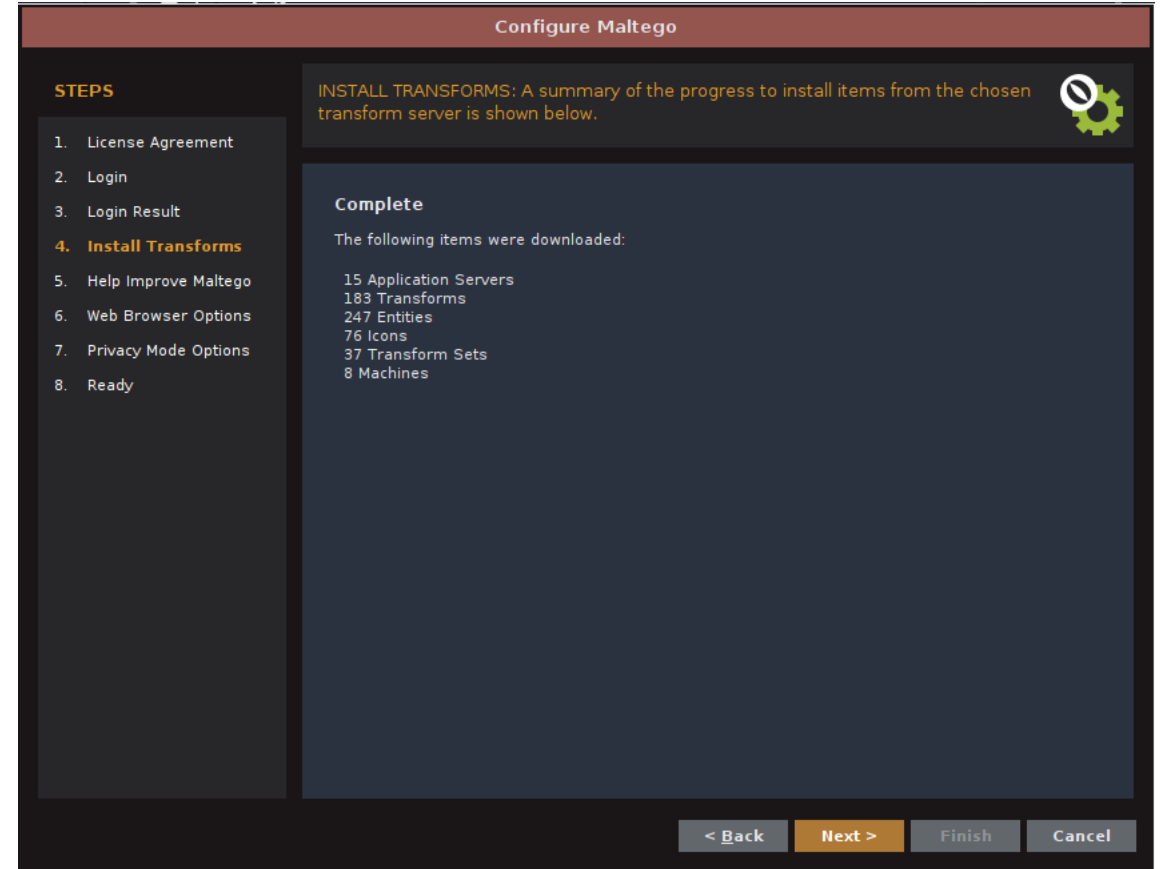 Configure Maltego
STEPS
1. License Agreement
2. Login
3. Login Result
4. Install Transforms
5. Help Improve Maltego
6. Web Browser Options
7. Privacy Mode Options
8. Ready
INSTALL TRANSFORMS: A summary of the progress to install items from the chosen
transform server is shown below.
Complete
The following items were downloaded:
15 Application Servers
183 Transforms
247 Entities
76 Icons
37 Transform Sets
8 Machines
< Back
Next >
Finish
Cancel